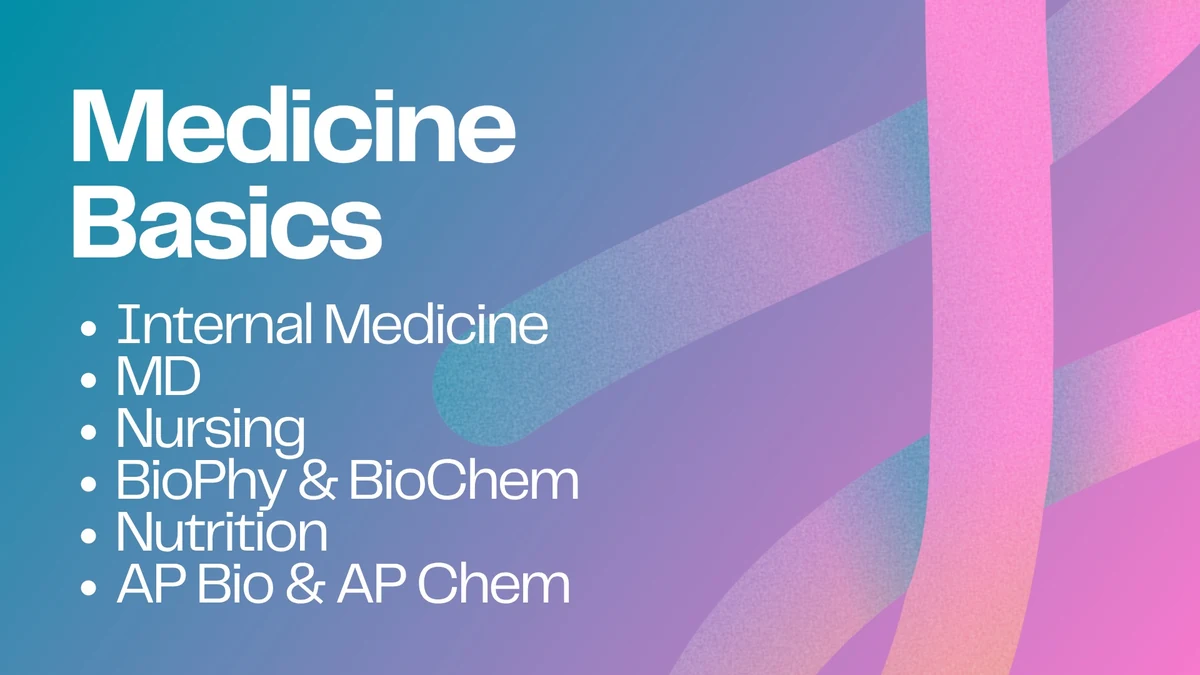 Medicine
Basics
• Internal Medicine
• MD
• Nursing
• BioPhy & BioChem
• Nutrition
• AP Bio & AP Chem